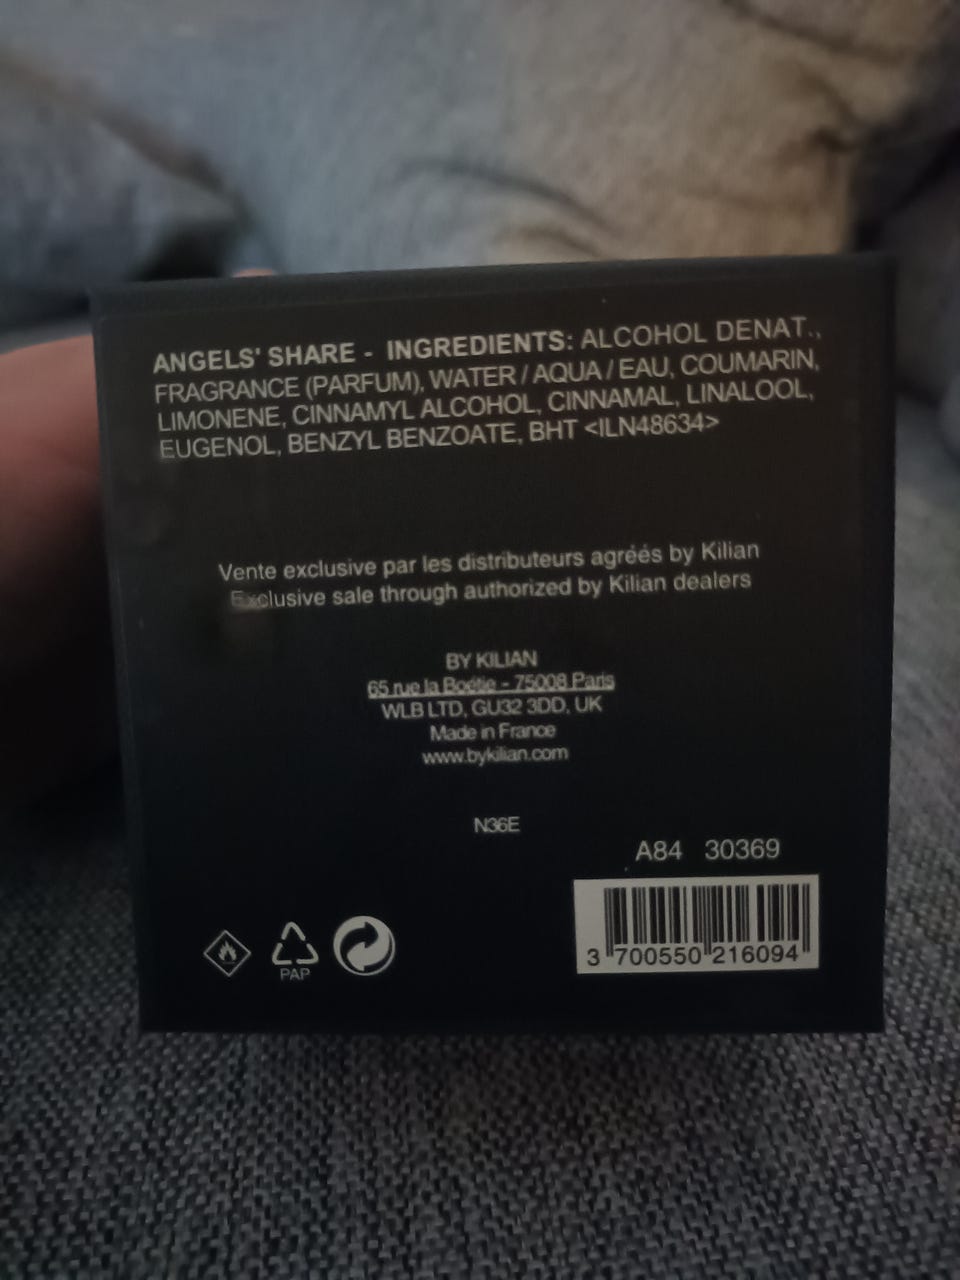 ANGELS' SHARE - INGREDIENTS: ALCOHOL DENAT.,
FRAGRANCE (PARFUM), WATER / AQUA / EAU, COUMARIN,
LIMONENE, CINNAMYL ALCOHOL, CINNAMAL, LINALOOL,
EUGENOL, BENZYL BENZOATE, BHT <ILN48634>
Vente exclusive par les distributeurs agréés by Kilian
Exclusive sale through authorized by Kilian dealers
BY KILIAN
65 rue la Boétie - 75008 Paris
WLB LTD, GU32 3DD, UK
Made in France
www.bykilian.com
N36E
A84 30369
PAP
3 700550 216094